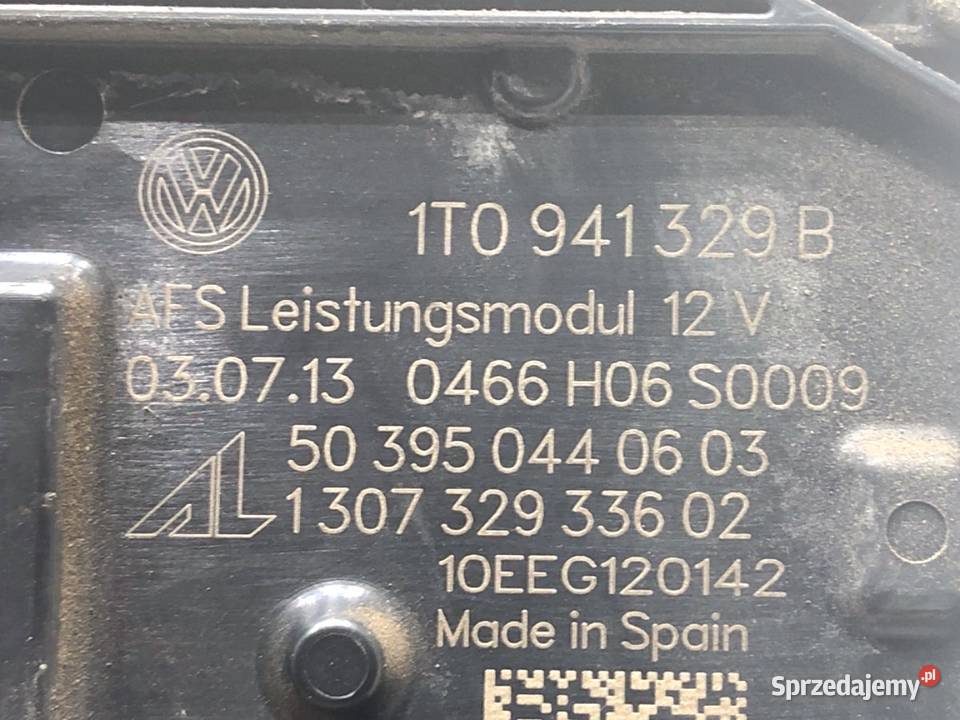 1T0 941 329 B
AFS Leistungsmodul 12 V
03.07.13 0466 H06 S0009
50 395 044 06 03
AL 1 307 329 336 02
10EEG120142
Made in Spain
Sprzedajemy.pl